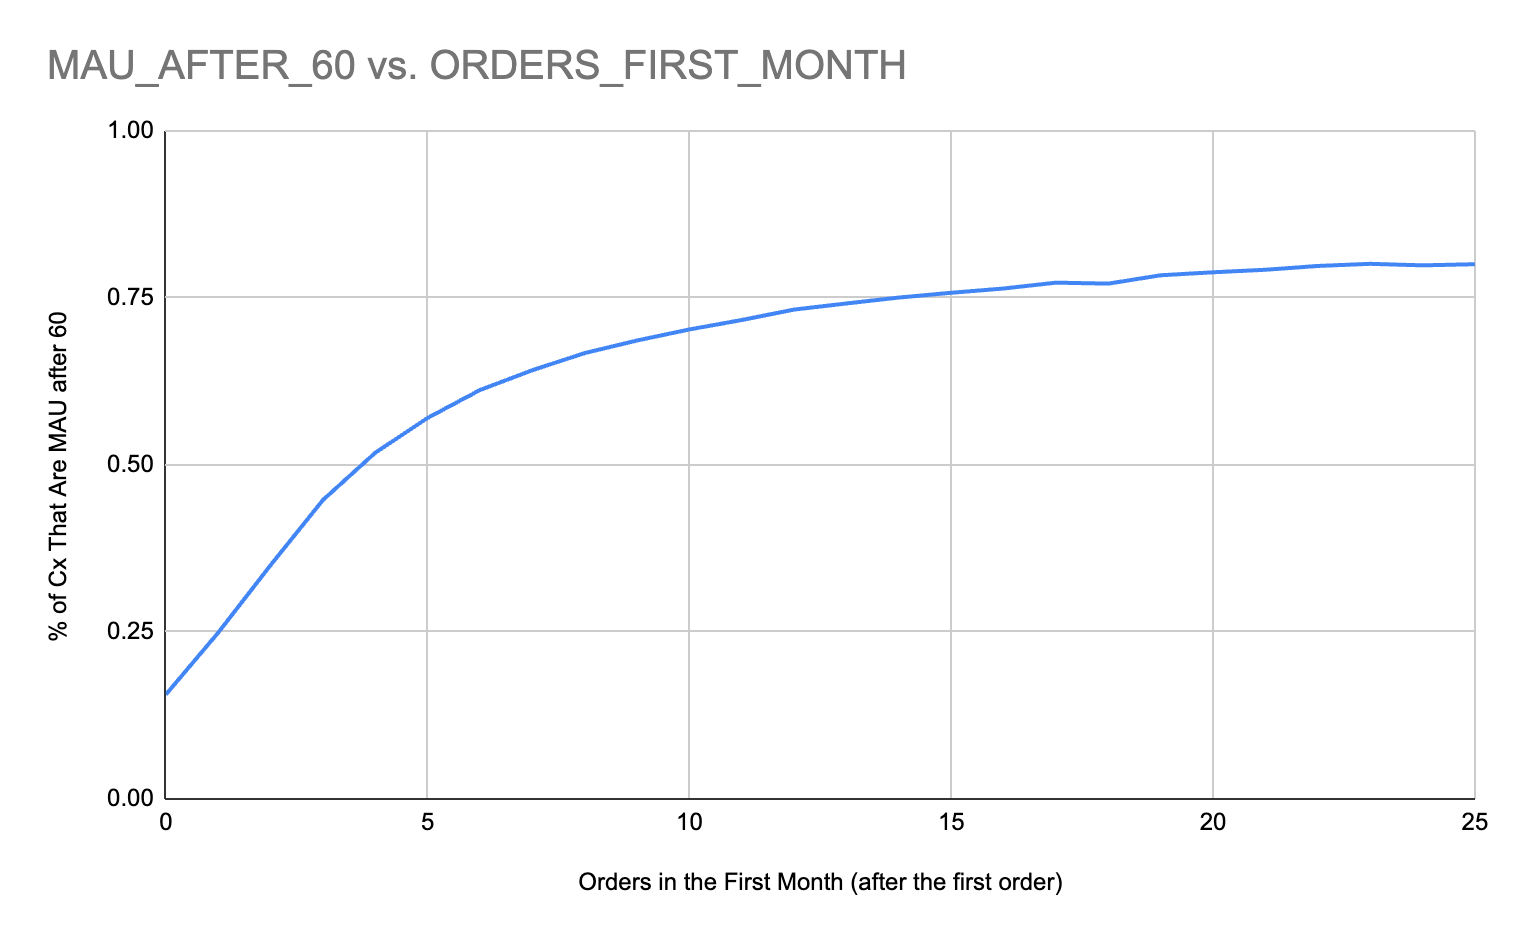 MAU_AFTER_60 vs. ORDERS_FIRST_MONTH
% of Cx That Are MAU after 60
1.00
0.75
0.50
0.25
0.00
0 5 10 15 20 25
Orders in the First Month (after the first order)